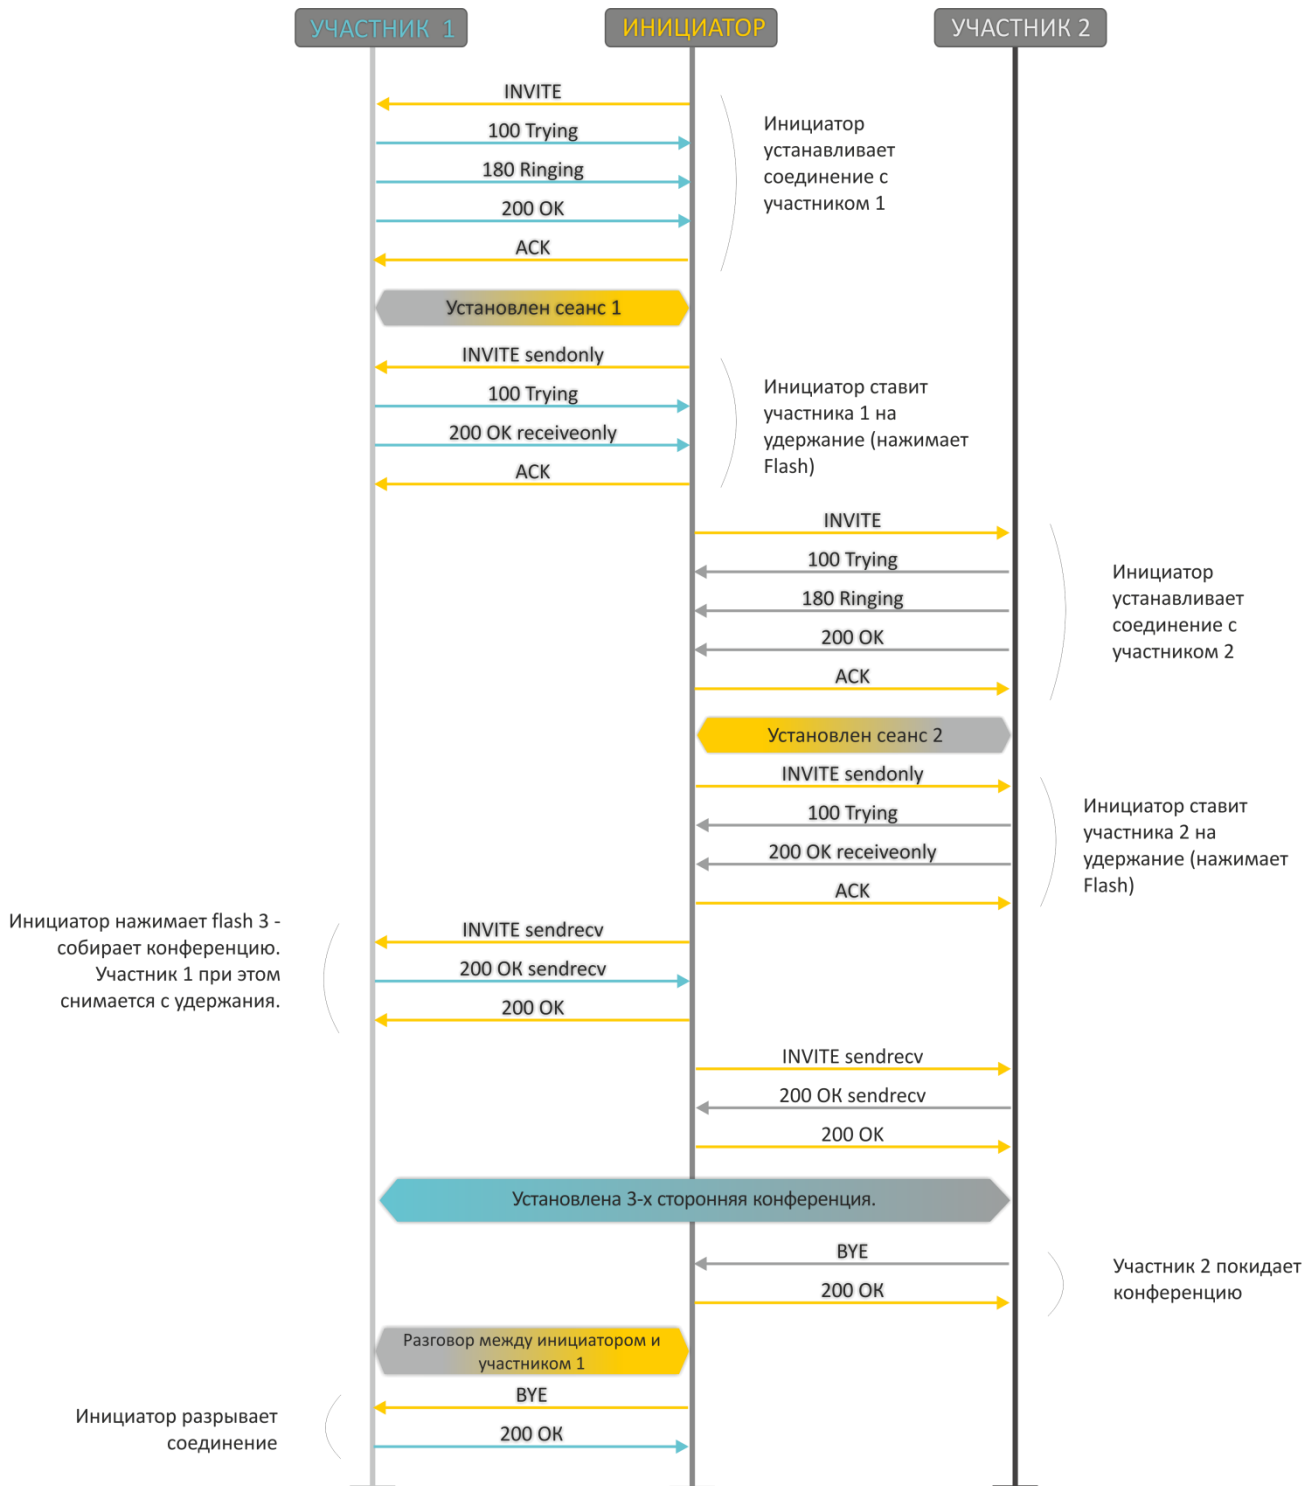 УЧАСТНИК 1
ИНИЦИАТОР
УЧАСТНИК 2
INVITE
100 Trying
180 Ringing
200 OK
ACK
Инициатор
устанавливает
соединение с
участником 1
Установлен сеанс 1
INVITE sendonly
100 Trying
200 OK receiveonly
ACK
Инициатор ставит
участника 1 на
удержание (нажимает
Flash)
INVITE
100 Trying
180 Ringing
200 OK
ACK
Инициатор
устанавливает
соединение с
участником 2
Установлен сеанс 2
INVITE sendonly
100 Trying
200 OK receiveonly
ACK
Инициатор ставит
участника 2 на
удержание (нажимает
Flash)
Инициатор нажимает flash 3 -
собирает конференцию.
Участник 1 при этом
снимается с удержания.
INVITE sendrecv
200 OK sendrecv
200 OK
INVITE sendrecv
200 OK sendrecv
200 OK
Установлена 3-х сторонняя конференция.
BYE
200 OK
Участник 2 покидает
конференцию
Разговор между инициатором и
участником 1
BYE
200 OK
Инициатор разрывает
соединение